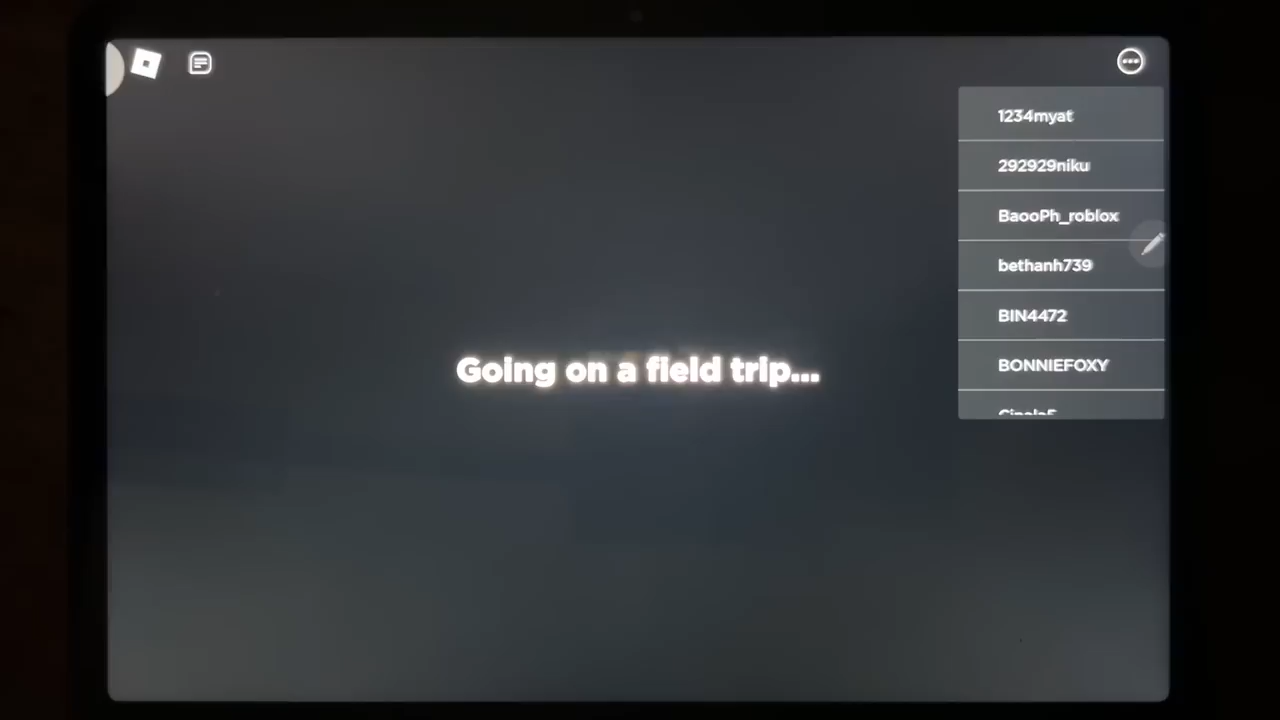 1234myat
292929niku
BaooPh_roblox
bethanh739
BIN4472
BONNIEFOXY
Going on a field trip...